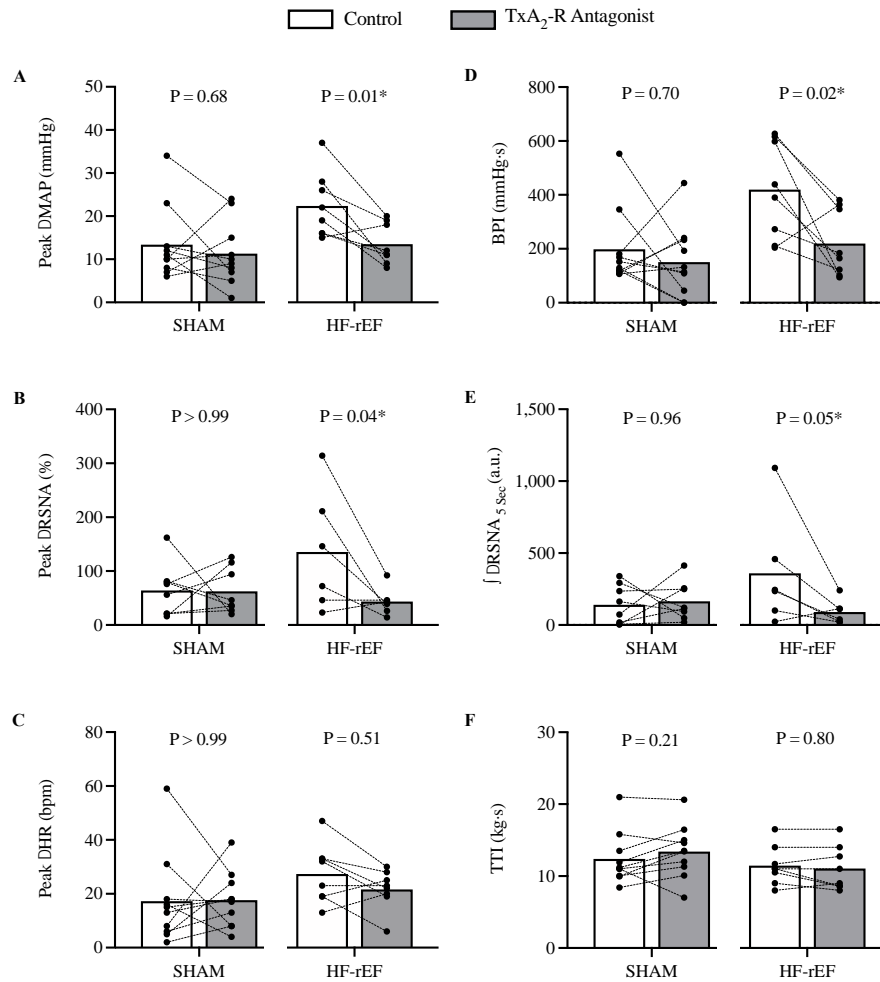 Control TxA2-R Antagonist
A
Peak DMAP (mmHg)
50
40
30
20
10
0
P = 0.68
P = 0.01*
SHAM
HF-rEF
D
BPI (mmHg·s)
800
600
400
200
0
P = 0.70
P = 0.02*
SHAM
HF-rEF
B
Peak DRSNA (%)
400
300
200
100
0
P > 0.99
P = 0.04*
SHAM
HF-rEF
E
∫ DRSNA5 Sec (a.u.)
1,500
1,000
500
0
P = 0.96
P = 0.05*
SHAM
HF-rEF
C
Peak DHR (bpm)
80
60
40
20
0
P > 0.99
P = 0.51
SHAM
HF-rEF
F
TTI (kg·s)
30
20
10
0
P = 0.21
P = 0.80
SHAM
HF-rEF